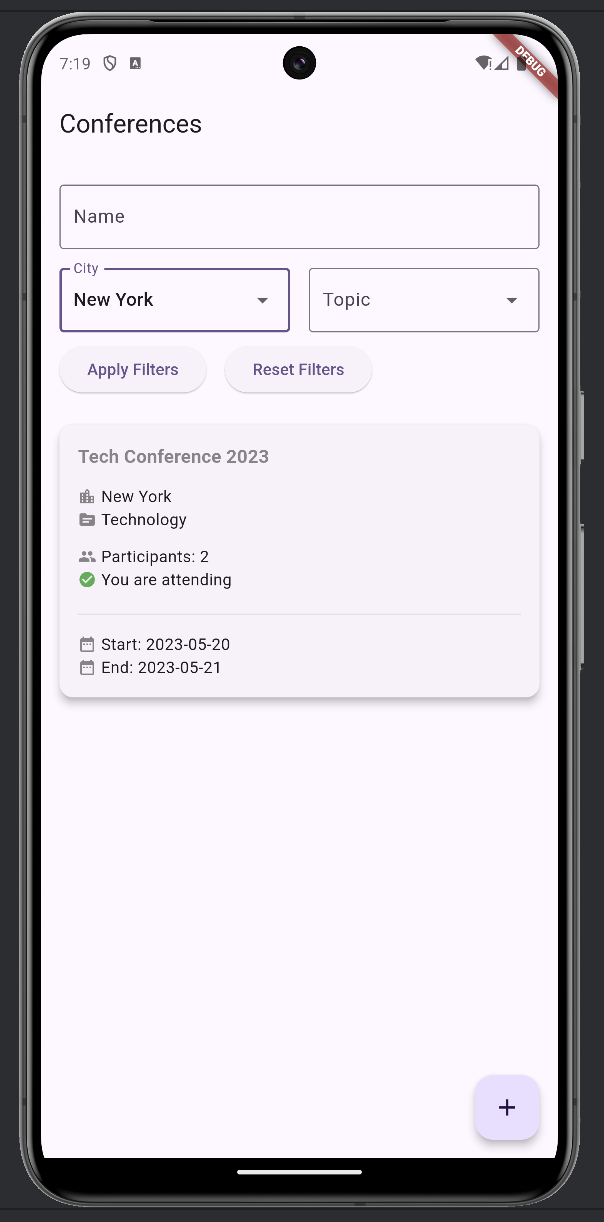 7:19
A
DEBUG
Conferences
Name
City
New York
Topic
Apply Filters
Reset Filters
Tech Conference 2023
New York
Technology
Participants: 2
You are attending
Start: 2023-05-20
End: 2023-05-21